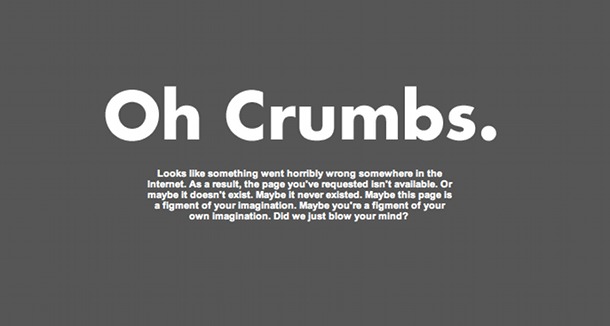 Oh Crumbs.
Looks like something went horribly wrong somewhere in the
Internet. As a result, the page you've requested isn't available. Or
maybe it doesn't exist. Maybe it never existed. Maybe this page is
a figment of your imagination. Maybe you're a figment of your
own imagination. Did we just blow your mind?